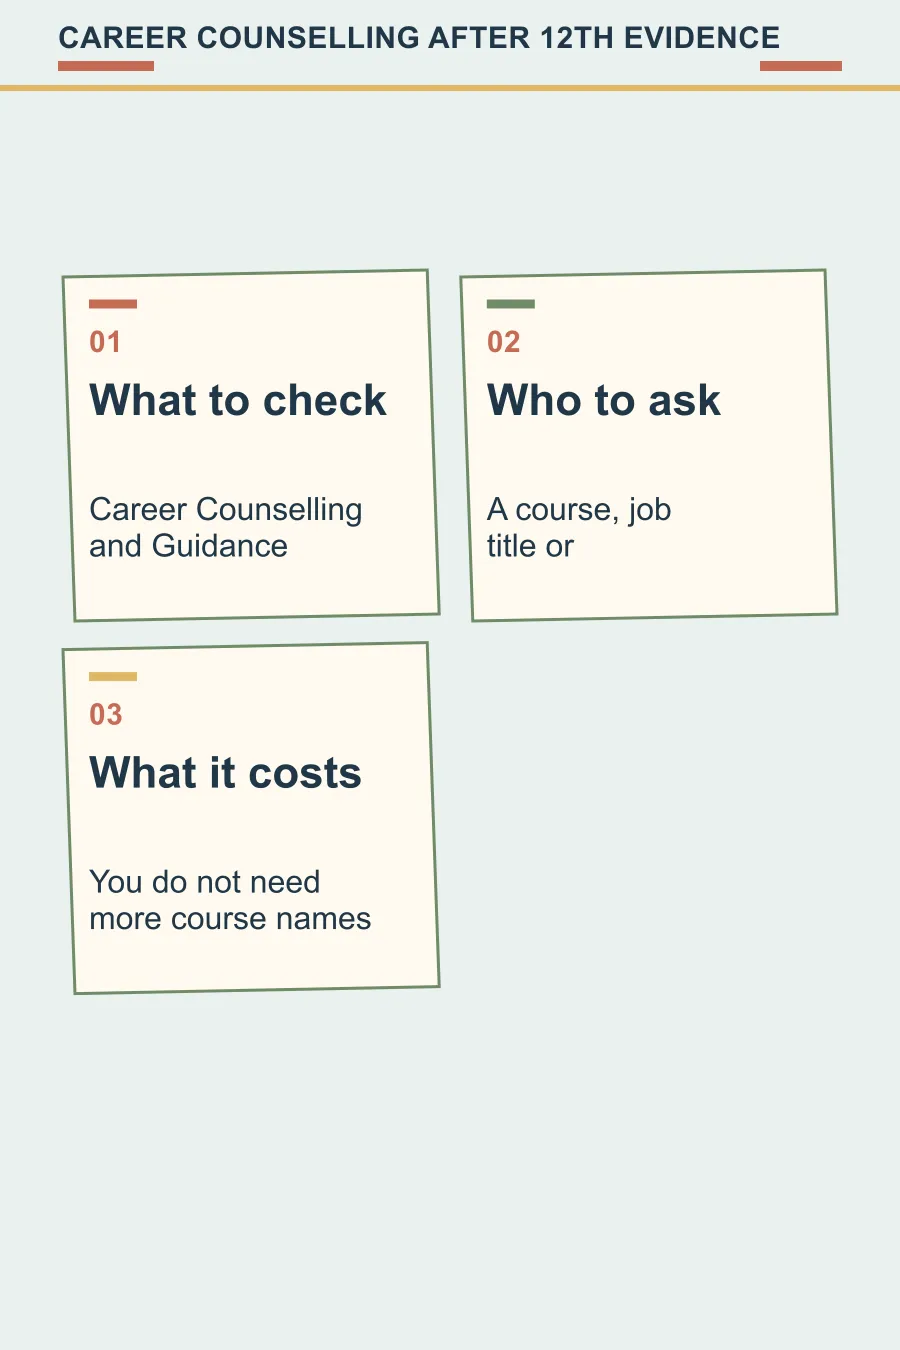 CAREER COUNSELLING AFTER 12TH EVIDENCE
01
What to check
Career Counselling
and Guidance
02
Who to ask
A course, job
title or
03
What it costs
You do not need
more course names